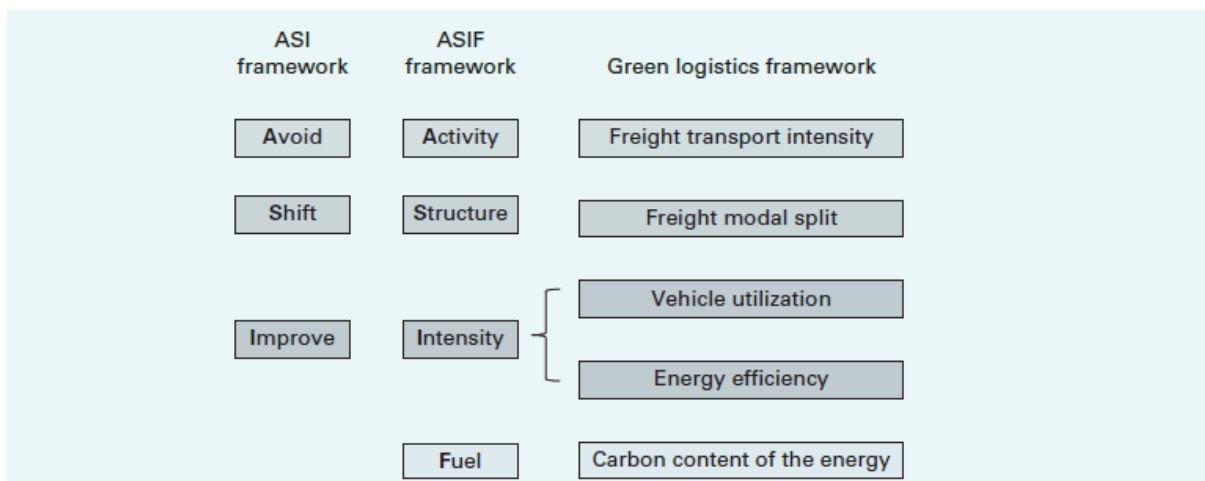 ASI
framework
ASIF
framework
Green logistics framework
Avoid
Activity
Freight transport intensity
Shift
Structure
Freight modal split
Vehicle utilization
Improve
Intensity
Energy efficiency
Fuel
Carbon content of the energy